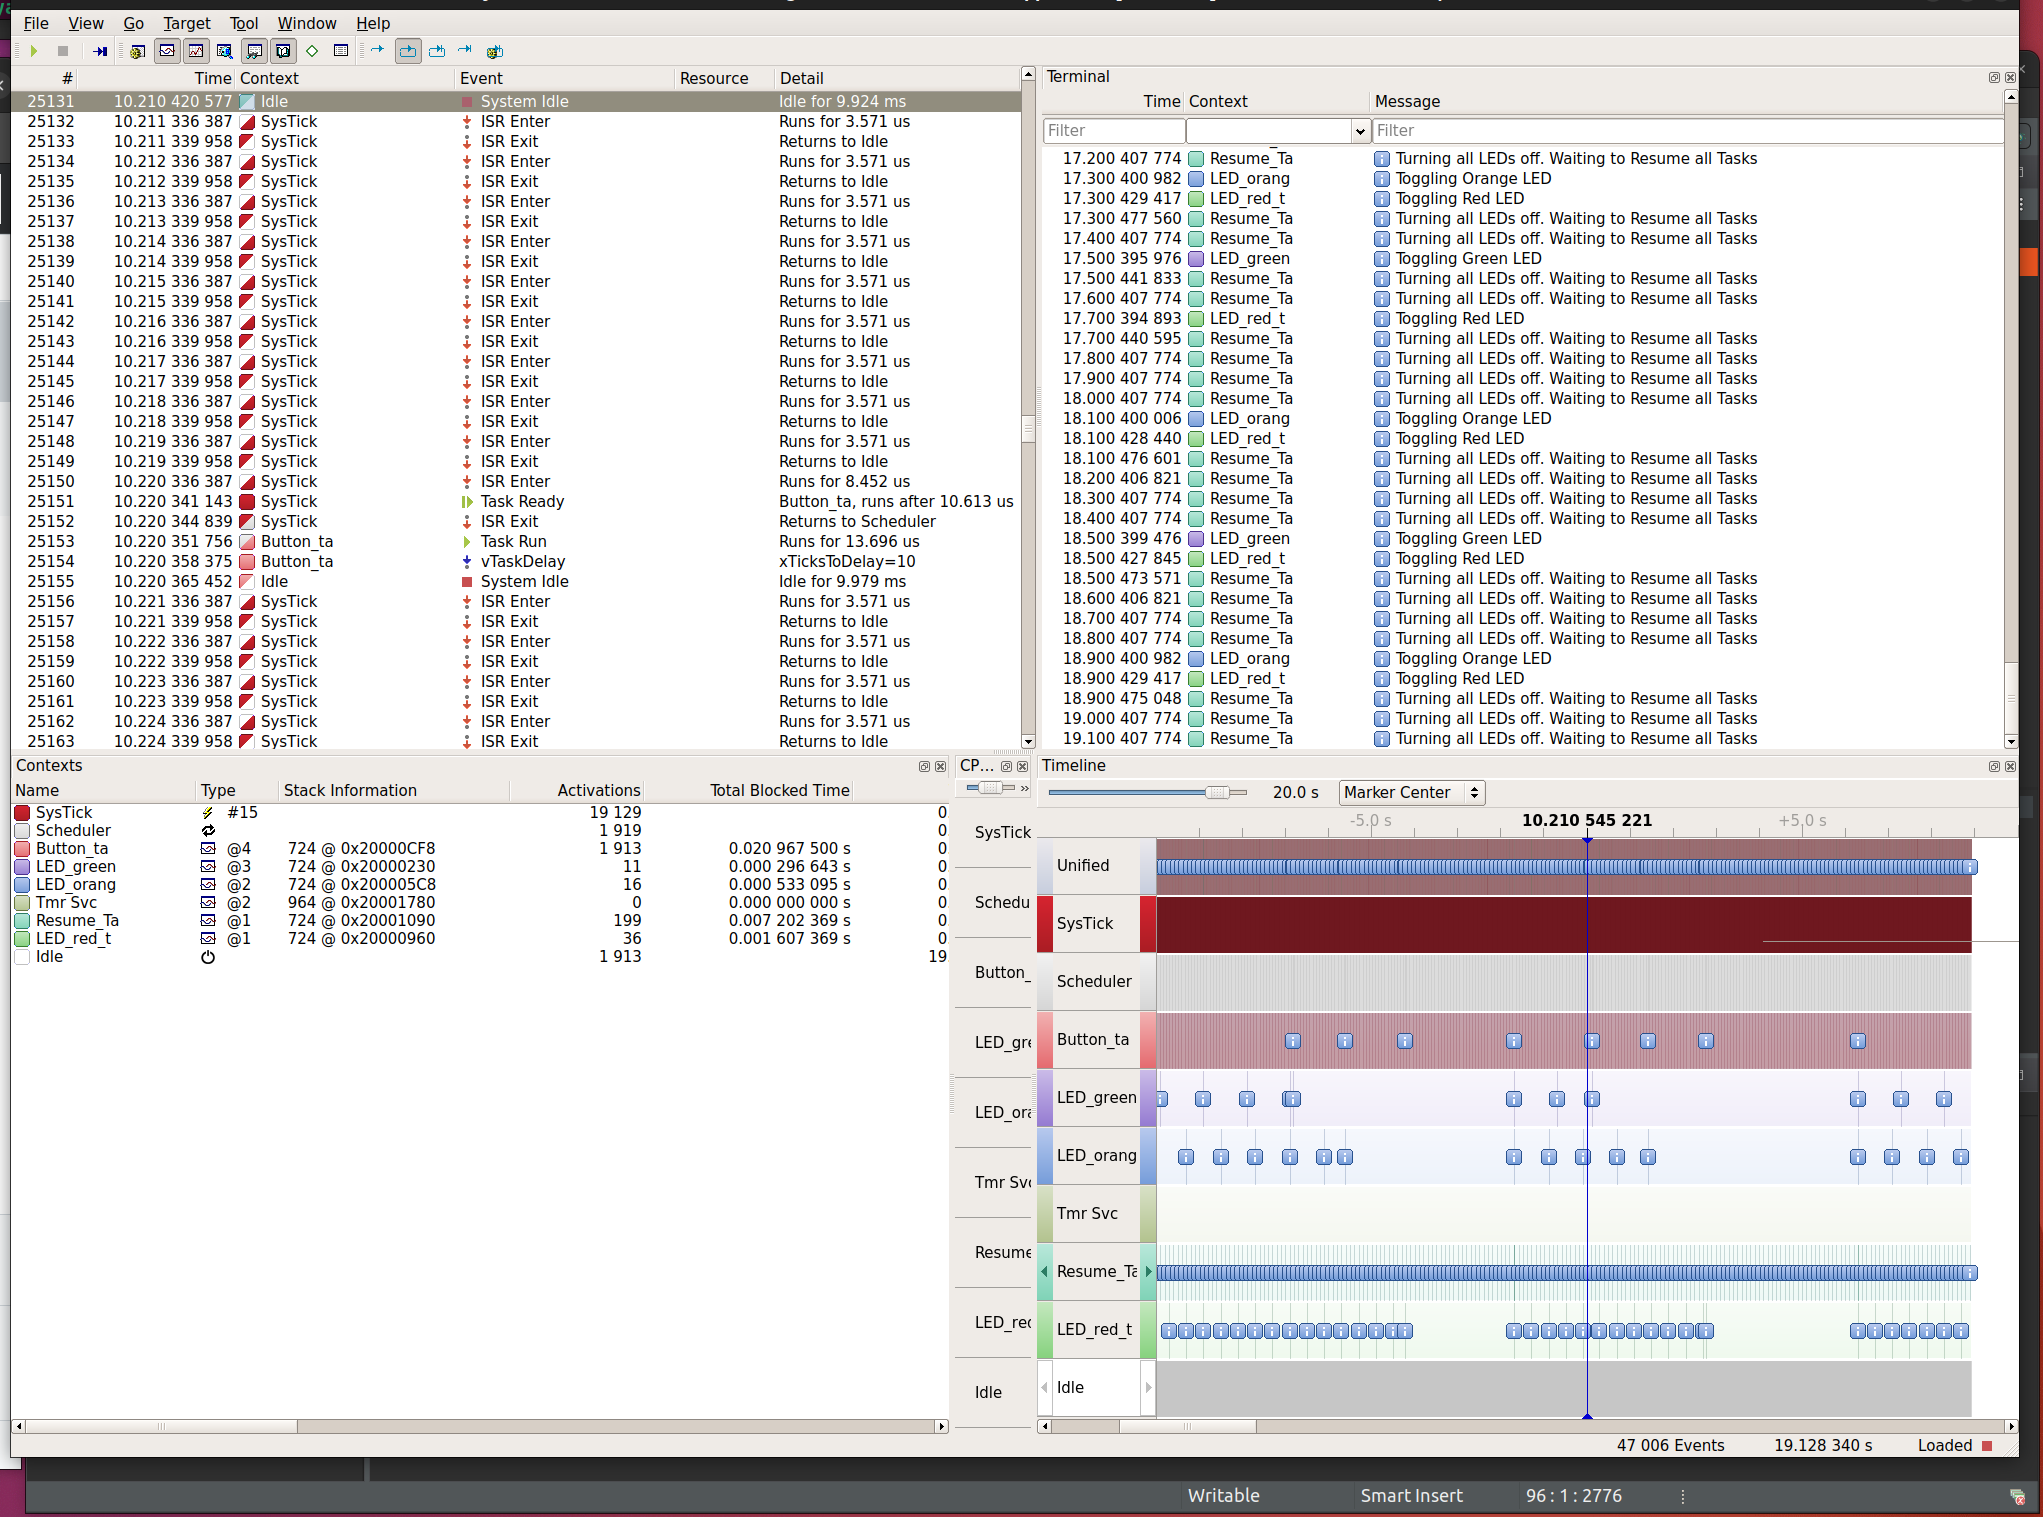 File View Go Target Tool Window Help
# Time Context Event Resource Detail
25131 10.210 420 577 Idle System Idle Idle for 9.924 ms
25132 10.211 336 387 SysTick ISR Enter Runs for 3.571 us
25133 10.211 339 958 SysTick ISR Exit Returns to Idle
25134 10.212 336 387 SysTick ISR Enter Runs for 3.571 us
25135 10.212 339 958 SysTick ISR Exit Returns to Idle
25136 10.213 336 387 SysTick ISR Enter Runs for 3.571 us
25137 10.213 339 958 SysTick ISR Exit Returns to Idle
25138 10.214 336 387 SysTick ISR Enter Runs for 3.571 us
25139 10.214 339 958 SysTick ISR Exit Returns to Idle
25140 10.215 336 387 SysTick ISR Enter Runs for 3.571 us
25141 10.215 339 958 SysTick ISR Exit Returns to Idle
25142 10.216 336 387 SysTick ISR Enter Runs for 3.571 us
25143 10.216 339 958 SysTick ISR Exit Returns to Idle
25144 10.217 336 387 SysTick ISR Enter Runs for 3.571 us
25145 10.217 339 958 SysTick ISR Exit Returns to Idle
25146 10.218 336 387 SysTick ISR Enter Runs for 3.571 us
25147 10.218 339 958 SysTick ISR Exit Returns to Idle
25148 10.219 336 387 SysTick ISR Enter Runs for 3.571 us
25149 10.219 339 958 SysTick ISR Exit Returns to Idle
25150 10.220 336 387 SysTick ISR Enter Runs for 8.452 us
25151 10.220 341 143 SysTick Task Ready Button_ta, runs after 10.613 us
25152 10.220 344 839 SysTick ISR Exit Returns to Scheduler
25153 10.220 351 756 Button_ta Task Run Runs for 13.696 us
25154 10.220 358 375 Button_ta vTaskDelay xTicksToDelay=10
25155 10.220 365 452 Idle System Idle Idle for 9.979 ms
25156 10.221 336 387 SysTick ISR Enter Runs for 3.571 us
25157 10.221 339 958 SysTick ISR Exit Returns to Idle
25158 10.222 336 387 SysTick ISR Enter Runs for 3.571 us
25159 10.222 339 958 SysTick ISR Exit Returns to Idle
25160 10.223 336 387 SysTick ISR Enter Runs for 3.571 us
25161 10.223 339 958 SysTick ISR Exit Returns to Idle
25162 10.224 336 387 SysTick ISR Enter Runs for 3.571 us
25163 10.224 339 958 SysTick ISR Exit Returns to Idle
Terminal
Time Context Message
Filter Filter
17.200 407 774 Resume_Ta Turning all LEDs off. Waiting to Resume all Tasks
17.300 400 982 LED_orang Toggling Orange LED
17.300 429 417 LED_red_t Toggling Red LED
17.300 477 560 Resume_Ta Turning all LEDs off. Waiting to Resume all Tasks
17.400 407 774 Resume_Ta Turning all LEDs off. Waiting to Resume all Tasks
17.500 395 976 LED_green Toggling Green LED
17.500 441 833 Resume_Ta Turning all LEDs off. Waiting to Resume all Tasks
17.600 407 774 Resume_Ta Turning all LEDs off. Waiting to Resume all Tasks
17.700 394 893 LED_red_t Toggling Red LED
17.700 440 595 Resume_Ta Turning all LEDs off. Waiting to Resume all Tasks
17.800 407 774 Resume_Ta Turning all LEDs off. Waiting to Resume all Tasks
17.900 407 774 Resume_Ta Turning all LEDs off. Waiting to Resume all Tasks
18.000 407 774 Resume_Ta Turning all LEDs off. Waiting to Resume all Tasks
18.100 400 006 LED_orang Toggling Orange LED
18.100 428 440 LED_red_t Toggling Red LED
18.100 476 601 Resume_Ta Turning all LEDs off. Waiting to Resume all Tasks
18.200 406 821 Resume_Ta Turning all LEDs off. Waiting to Resume all Tasks
18.300 407 774 Resume_Ta Turning all LEDs off. Waiting to Resume all Tasks
18.400 407 774 Resume_Ta Turning all LEDs off. Waiting to Resume all Tasks
18.500 399 476 LED_green Toggling Green LED
18.500 427 845 LED_red_t Toggling Red LED
18.500 473 571 Resume_Ta Turning all LEDs off. Waiting to Resume all Tasks
18.600 406 821 Resume_Ta Turning all LEDs off. Waiting to Resume all Tasks
18.700 407 774 Resume_Ta Turning all LEDs off. Waiting to Resume all Tasks
18.800 407 774 Resume_Ta Turning all LEDs off. Waiting to Resume all Tasks
18.900 400 982 LED_orang Toggling Orange LED
18.900 429 417 LED_red_t Toggling Red LED
18.900 475 048 Resume_Ta Turning all LEDs off. Waiting to Resume all Tasks
19.000 407 774 Resume_Ta Turning all LEDs off. Waiting to Resume all Tasks
19.100 407 774 Resume_Ta Turning all LEDs off. Waiting to Resume all Tasks
Contexts
Name Type Stack Information Activations Total Blocked Time
SysTick #15 19 129 0.
Scheduler 1 919
Button_ta @4 724 @ 0x20000CF8 1 913 0.020 967 500 s 0.
LED_green @3 724 @ 0x20000230 11 0.000 296 643 s 0.
LED_orang @2 724 @ 0x200005C8 16 0.000 533 095 s 0.
Tmr Svc @2 964 @ 0x20001780 0 0.000 000 000 s 0.
Resume_Ta @1 724 @ 0x20001090 199 0.007 202 369 s 0.
LED_red_t @1 724 @ 0x20000960 36 0.001 607 369 s 0.
Idle 1 913 19.
CP... »
SysTick
Schedu
Button_
LED_gre
LED_ora
Tmr Svc
Resume
LED_red
Idle
Timeline
20.0 s Marker Center
-5.0 s 10.210 545 221 +5.0 s
Unified
SysTick
Scheduler
Button_ta
LED_green
LED_orang
Tmr Svc
Resume_Ta
LED_red_t
Idle
47 006 Events 19.128 340 s Loaded
Writable Smart Insert 96 : 1 : 2776